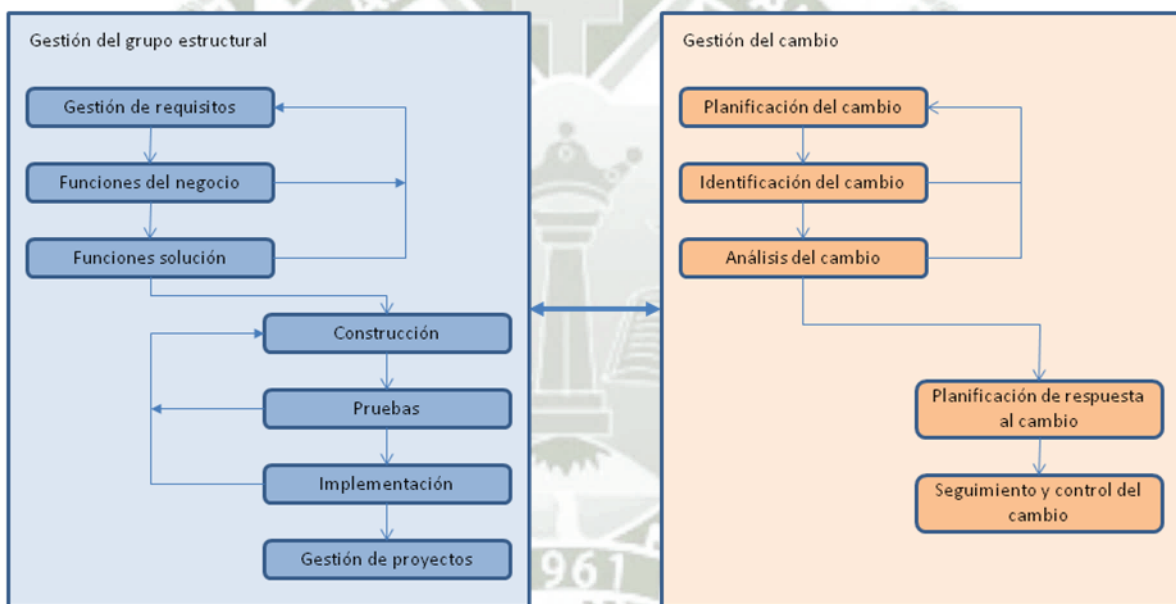 Gestión del grupo estructural
Gestión de requisitos
Funciones del negocio
Funciones solución
Construcción
Pruebas
Implementación
Gestión de proyectos
Gestión del cambio
Planificación del cambio
Identificación del cambio
Análisis del cambio
Planificación de respuesta
al cambio
Seguimiento y control del
cambio
961